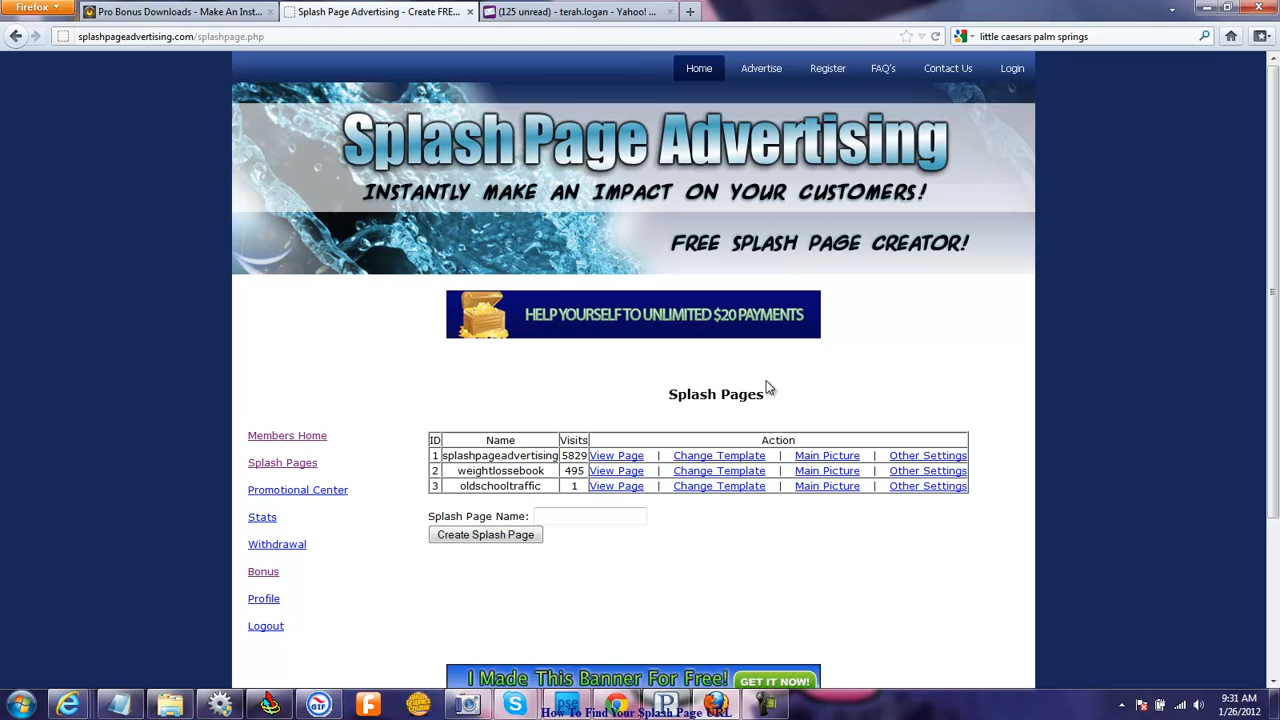 Firefox
Pro Bonus Downloads - Make An Inst...
Splash Page Advertising - Create FRE...
(125 unread) - terah.logan - Yahoo! ...
splashpageadvertising.com/splashpage.php
little caesars palm springs
Home Advertise Register FAQ's Contact Us Login
Splash Page Advertising
INSTANTLY MAKE AN IMPACT ON YOUR CUSTOMERS!
FREE SPLASH PAGE CREATOR!
HELP YOURSELF TO UNLIMITED $20 PAYMENTS
Splash Pages
Members Home
Splash Pages
Promotional Center
Stats
Withdrawal
Bonus
Profile
Logout
ID Name Visits Action
1 splashpageadvertising 5829 View Page | Change Template | Main Picture | Other Settings
2 weightlossebook 495 View Page | Change Template | Main Picture | Other Settings
3 oldschooltraffic 1 View Page | Change Template | Main Picture | Other Settings
Splash Page Name:
Create Splash Page
I Made This Banner For Free!
GET IT NOW!
GIF
How To Find Your Splash Page URL
9:31 AM
1/26/2012